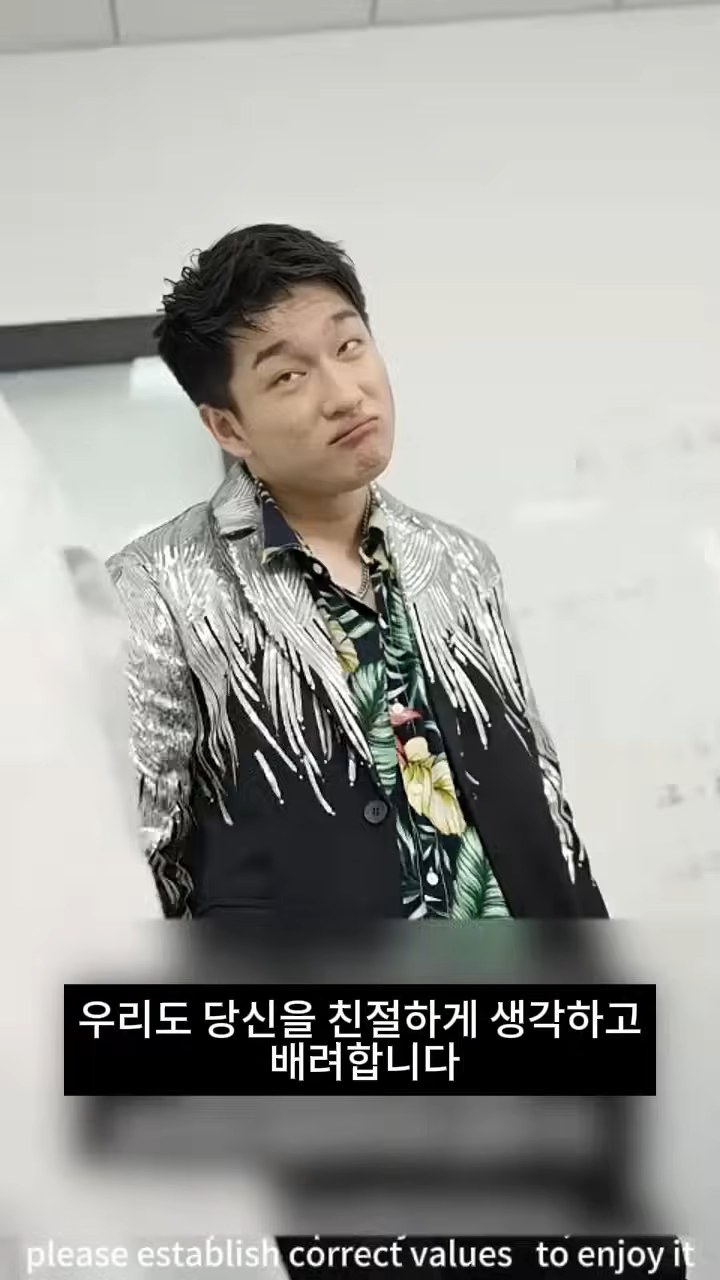 우리도 당신을 친절하게 생각하고
배려합니다
please establish correct values to enjoy it